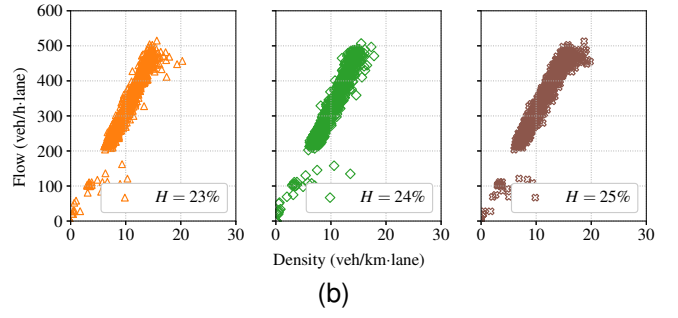 600
500
400
300
200
100
0
Flow (veh/h·lane)
H = 23%
H = 24%
H = 25%
0 10 20 30
0 10 20 30
0 10 20 30
Density (veh/km·lane)
(b)